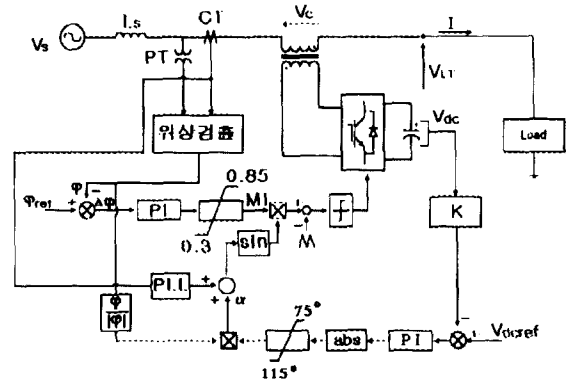 Ls
CT
Vc
I
Vs
PT
VLT
위상검출
Vdc
Load
φ
-
0.85
φref
+
Δφ
PI
MI
K
0.3
sin
P.L.L
+
+
α
-
φ
|φ|
75°
Vdcref
abs
PI
115°